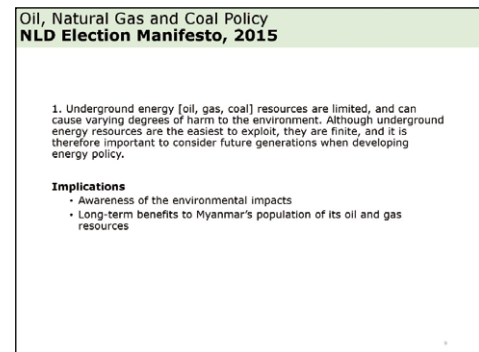 Oil, Natural Gas and Coal Policy
NLD Election Manifesto, 2015
1. Underground energy [oil, gas, coal] resources are limited, and can
cause varying degrees of harm to the environment. Although underground
energy resources are the easiest to exploit, they are finite, and it is
therefore important to consider future generations when developing
energy policy.
Implications
• Awareness of the environmental impacts
• Long-term benefits to Myanmar's population of its oil and gas
resources